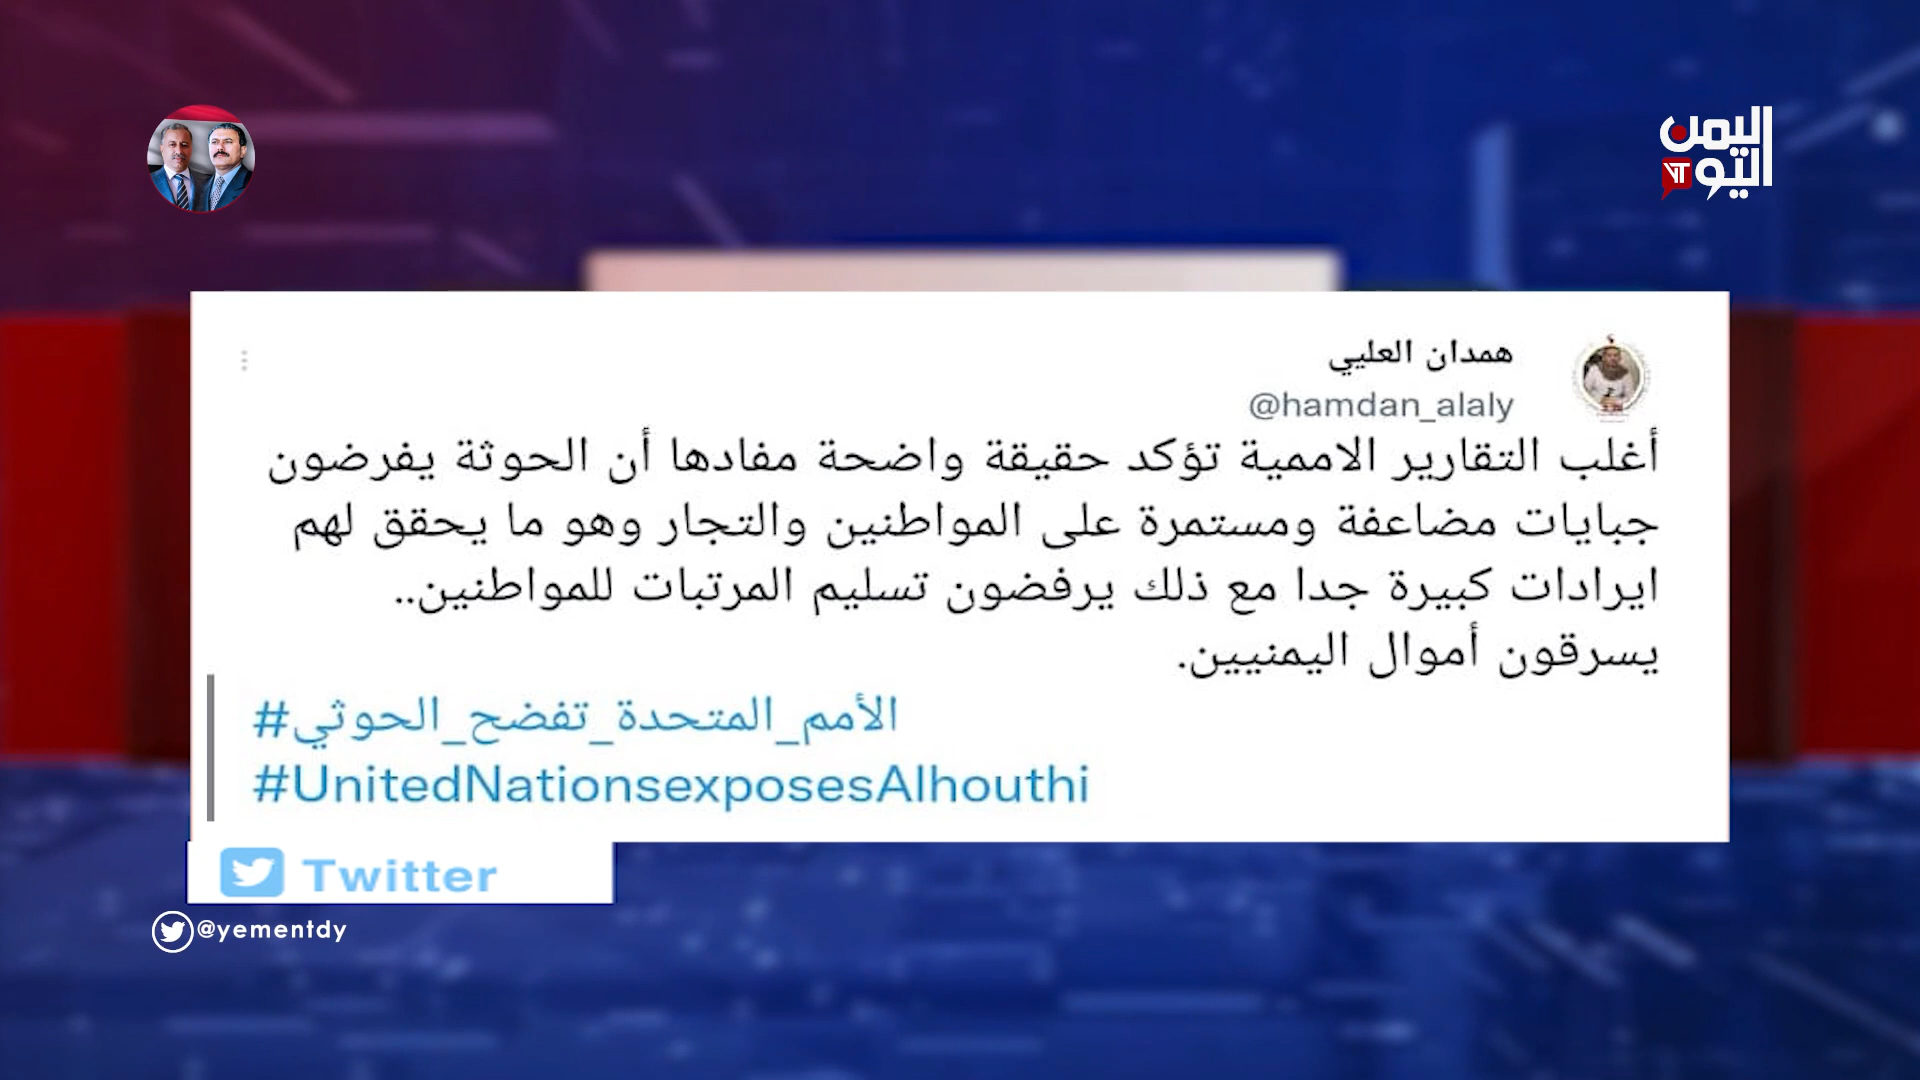 اليمن
اليوم
YT
همدان العليي
@hamdan_alaly
أغلب التقارير الاممية تؤكد حقيقة واضحة مفادها أن الحوثة يفرضون
جبايات مضاعفة ومستمرة على المواطنين والتجار وهو ما يحقق لهم
ايرادات كبيرة جدا مع ذلك يرفضون تسليم المرتبات للمواطنين..
يسرقون أموال اليمنيين.
#الأمم_المتحدة_تفضح_الحوثي
#UnitedNationsexposesAlhouthi
Twitter
@yementdy